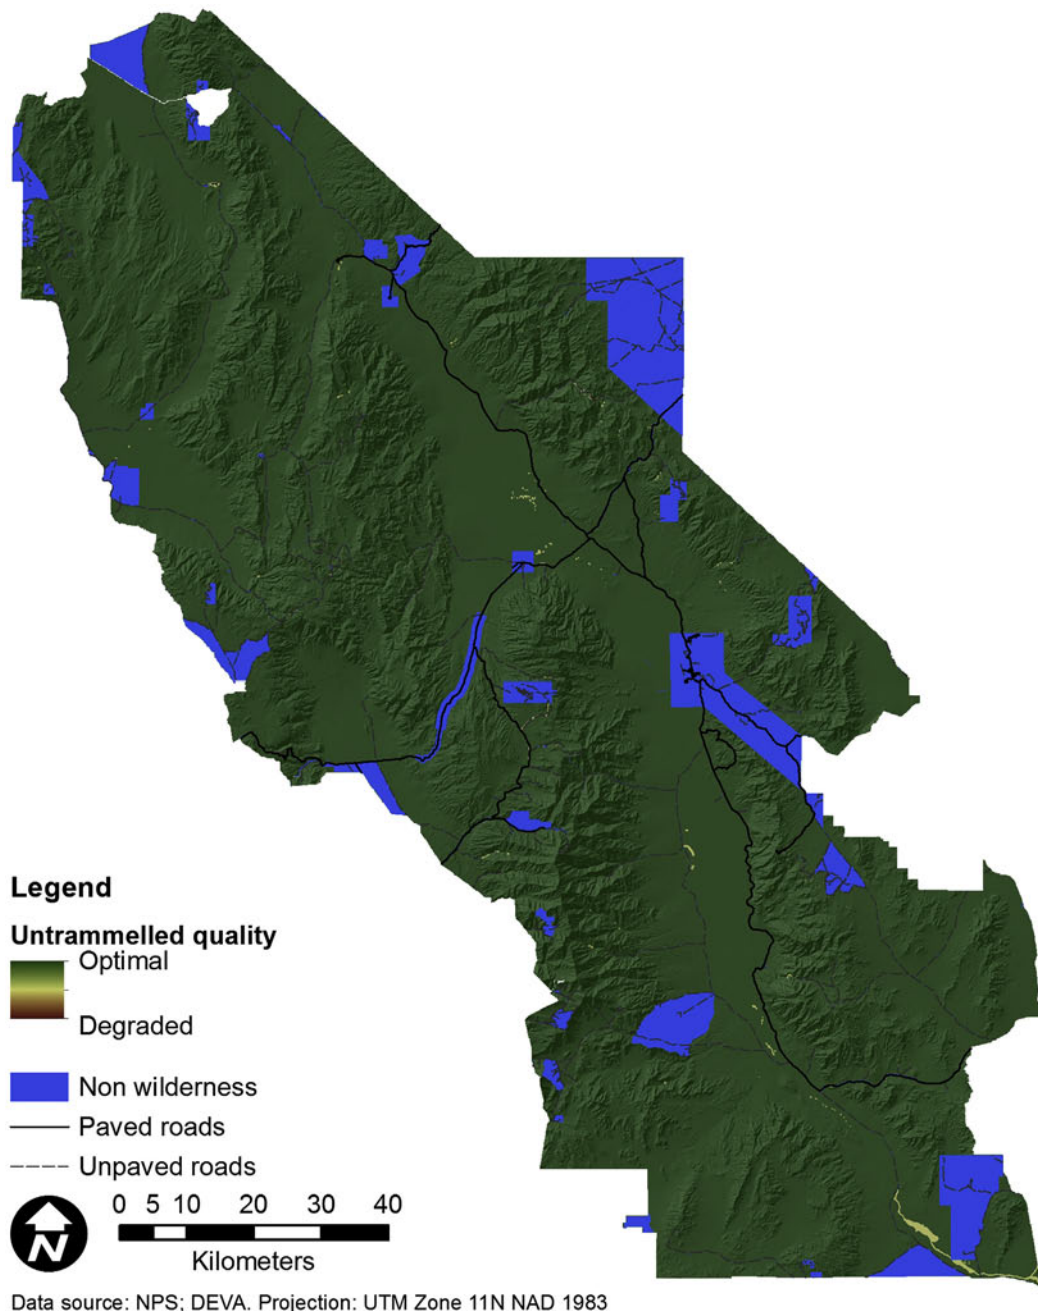 Legend
Untrammelled quality
Optimal
Degraded
Non wilderness
Paved roads
Unpaved roads
N
0 5 10 20 30 40
Kilometers
Data source: NPS; DEVA. Projection: UTM Zone 11N NAD 1983